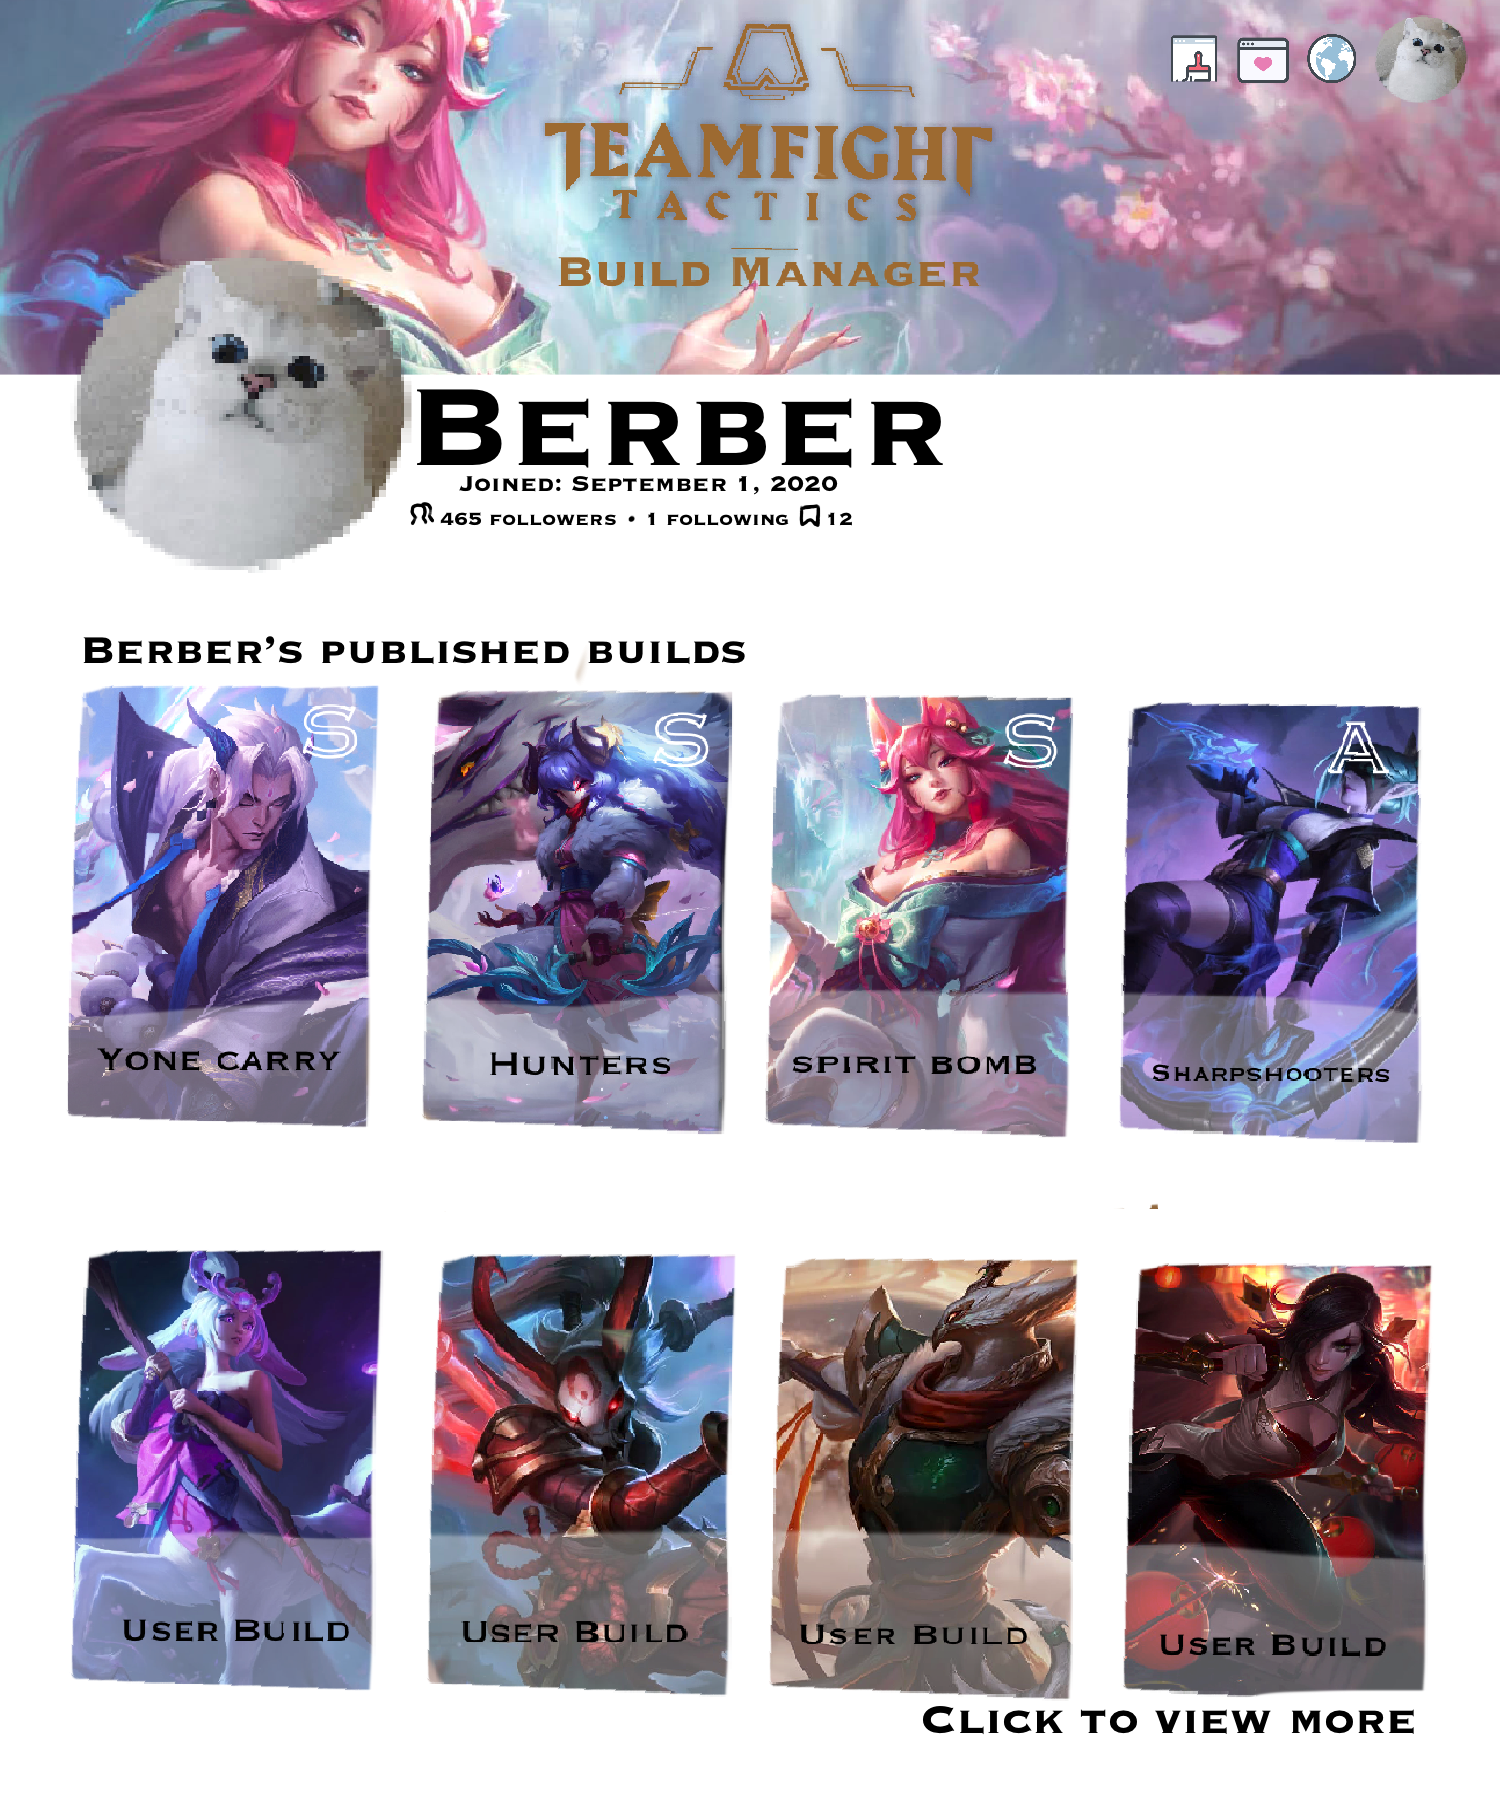 TEAMFIGHT
TACTICS
BUILD MANAGER
BERBER
JOINED: SEPTEMBER 1, 2020
465 FOLLOWERS • 1 FOLLOWING 12
BERBER’S PUBLISHED BUILDS
S
S
S
A
YONE CARRY
HUNTERS
SPIRIT BOMB
SHARPSHOOTERS
USER BUILD
USER BUILD
USER BUILD
USER BUILD
CLICK TO VIEW MORE